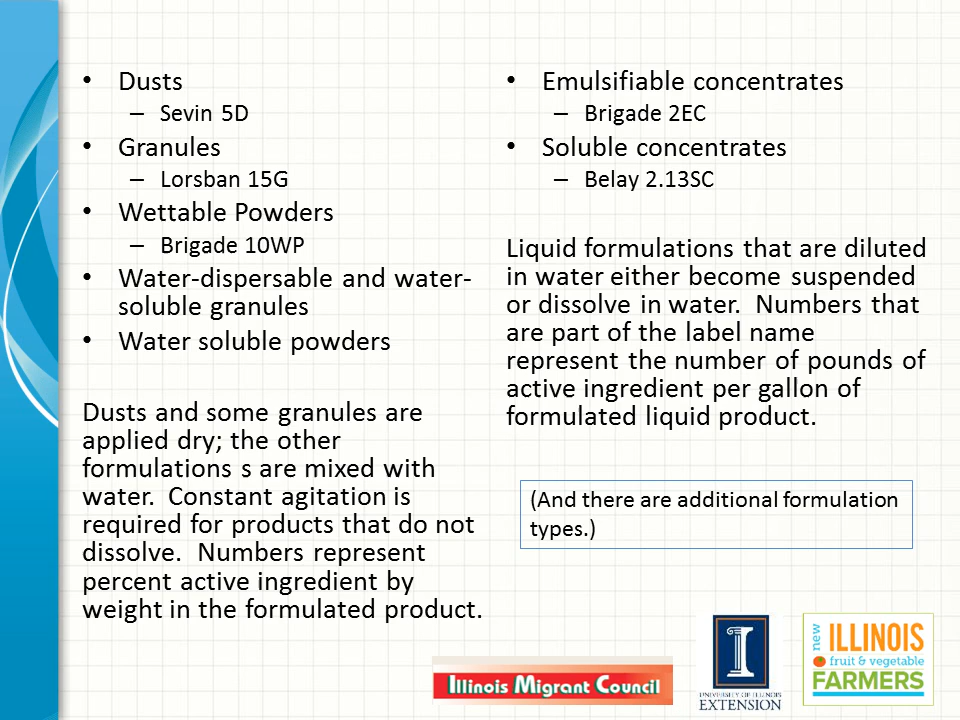 • Dusts
– Sevin 5D
• Granules
– Lorsban 15G
• Wettable Powders
– Brigade 10WP
• Water-dispersable and water-
soluble granules
• Water soluble powders
Dusts and some granules are
applied dry; the other
formulations s are mixed with
water.  Constant agitation is
required for products that do not
dissolve.  Numbers represent
percent active ingredient by
weight in the formulated product.
• Emulsifiable concentrates
– Brigade 2EC
• Soluble concentrates
– Belay 2.13SC
Liquid formulations that are diluted
in water either become suspended
or dissolve in water.  Numbers that
are part of the label name
represent the number of pounds of
active ingredient per gallon of
formulated liquid product.
(And there are additional formulation
types.)
Illinois Migrant Council
I
UNIVERSITY OF ILLINOIS
EXTENSION
new
ILLINOIS
fruit & vegetable
FARMERS